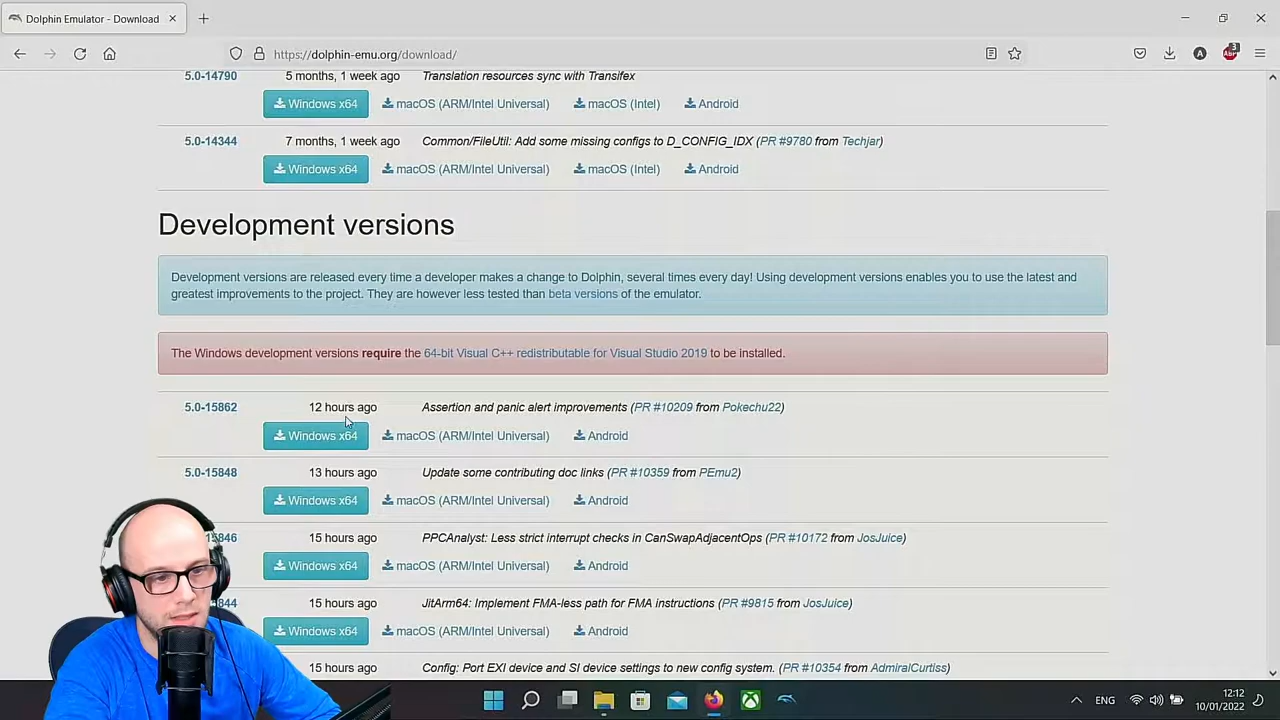 Dolphin Emulator - Download
https://dolphin-emu.org/download/
3
5.0-14790 5 months, 1 week ago Translation resources sync with Transifex
Windows x64 macOS (ARM/Intel Universal) macOS (Intel) Android
5.0-14344 7 months, 1 week ago Common/FileUtil: Add some missing configs to D_CONFIG_IDX (PR #9780 from Techjar)
Windows x64 macOS (ARM/Intel Universal) macOS (Intel) Android
Development versions
Development versions are released every time a developer makes a change to Dolphin, several times every day! Using development versions enables you to use the latest and
greatest improvements to the project. They are however less tested than beta versions of the emulator.
The Windows development versions require the 64-bit Visual C++ redistributable for Visual Studio 2019 to be installed.
5.0-15862 12 hours ago Assertion and panic alert improvements (PR #10209 from Pokechu22)
Windows x64 macOS (ARM/Intel Universal) Android
5.0-15848 13 hours ago Update some contributing doc links (PR #10359 from PEmu2)
Windows x64 macOS (ARM/Intel Universal) Android
15846 15 hours ago PPCAnalyst: Less strict interrupt checks in CanSwapAdjacentOps (PR #10172 from JosJuice)
Windows x64 macOS (ARM/Intel Universal) Android
844 15 hours ago JitArm64: Implement FMA-less path for FMA instructions (PR #9815 from JosJuice)
Windows x64 macOS (ARM/Intel Universal) Android
15 hours ago Config: Port EXI device and SI device settings to new config system. (PR #10354 from AdmiralCurtiss)
ENG
12:12
10/01/2022